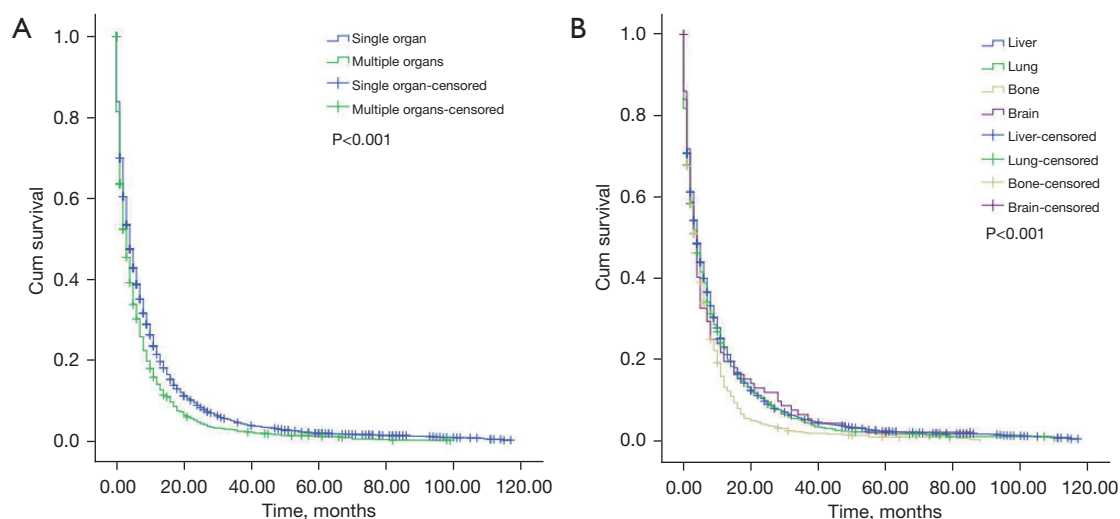 A
Cum survival
1.0
0.8
0.6
0.4
0.2
0.0
Single organ
Multiple organs
Single organ-censored
Multiple organs-censored
P<0.001
0.00 20.00 40.00 60.00 80.00 100.00 120.00
Time, months
B
Cum survival
1.0
0.8
0.6
0.4
0.2
0.0
Liver
Lung
Bone
Brain
Liver-censored
Lung-censored
Bone-censored
Brain-censored
P<0.001
0.00 20.00 40.00 60.00 80.00 100.00 120.00
Time, months